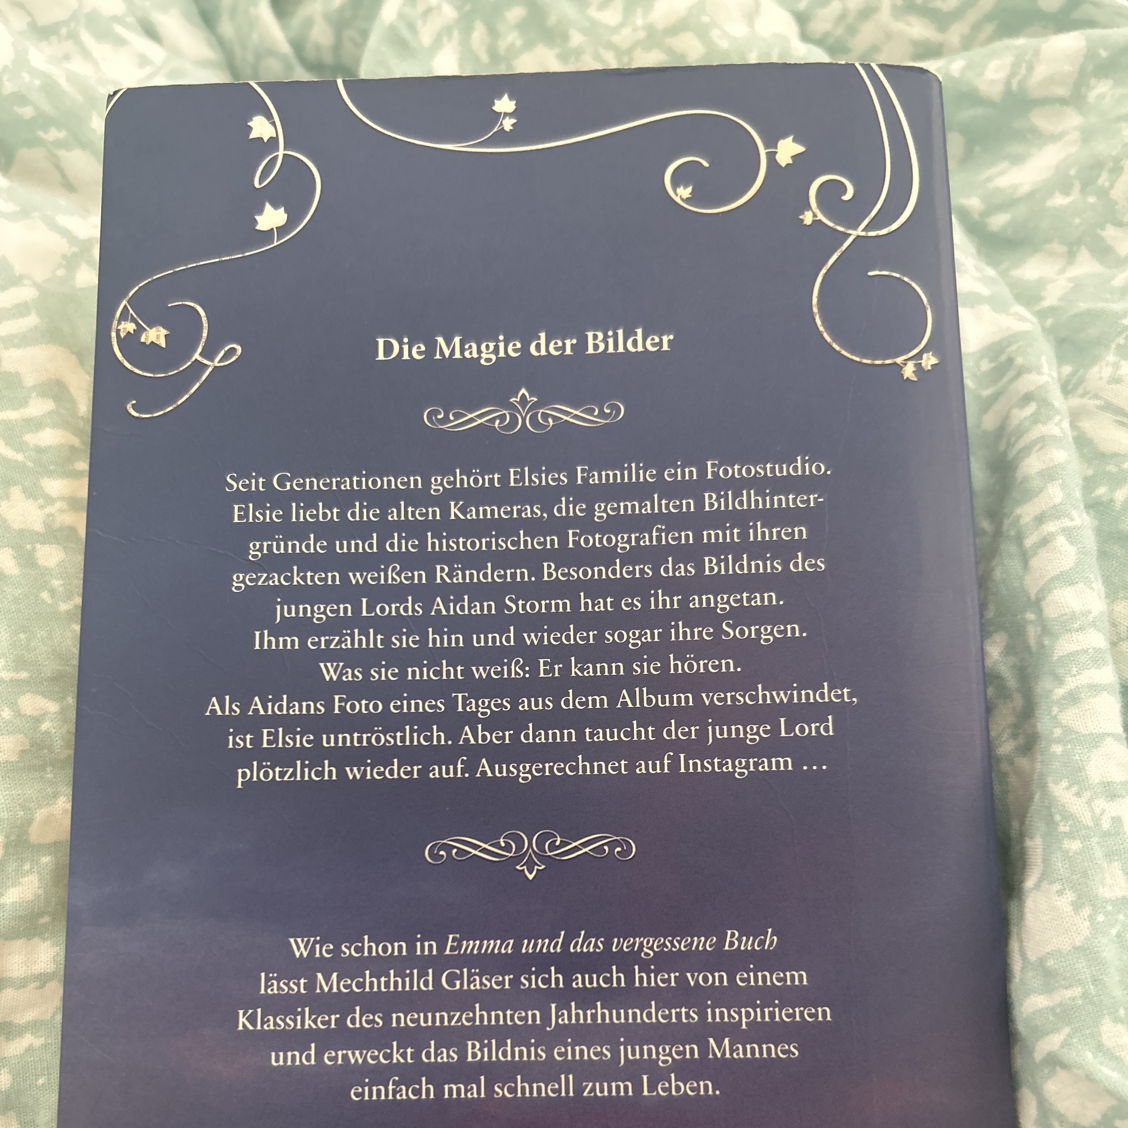 Die Magie der Bilder
Seit Generationen gehört Elsies Familie ein Fotostudio.
Elsie liebt die alten Kameras, die gemalten Bildhinter-
gründe und die historischen Fotografien mit ihren
gezackten weißen Rändern. Besonders das Bildnis des
jungen Lords Aidan Storm hat es ihr angetan.
Ihm erzählt sie hin und wieder sogar ihre Sorgen.
Was sie nicht weiß: Er kann sie hören.
Als Aidans Foto eines Tages aus dem Album verschwindet,
ist Elsie untröstlich. Aber dann taucht der junge Lord
plötzlich wieder auf. Ausgerechnet auf Instagram …
Wie schon in Emma und das vergessene Buch
lässt Mechthild Gläser sich auch hier von einem
Klassiker des neunzehnten Jahrhunderts inspirieren
und erweckt das Bildnis eines jungen Mannes
einfach mal schnell zum Leben.